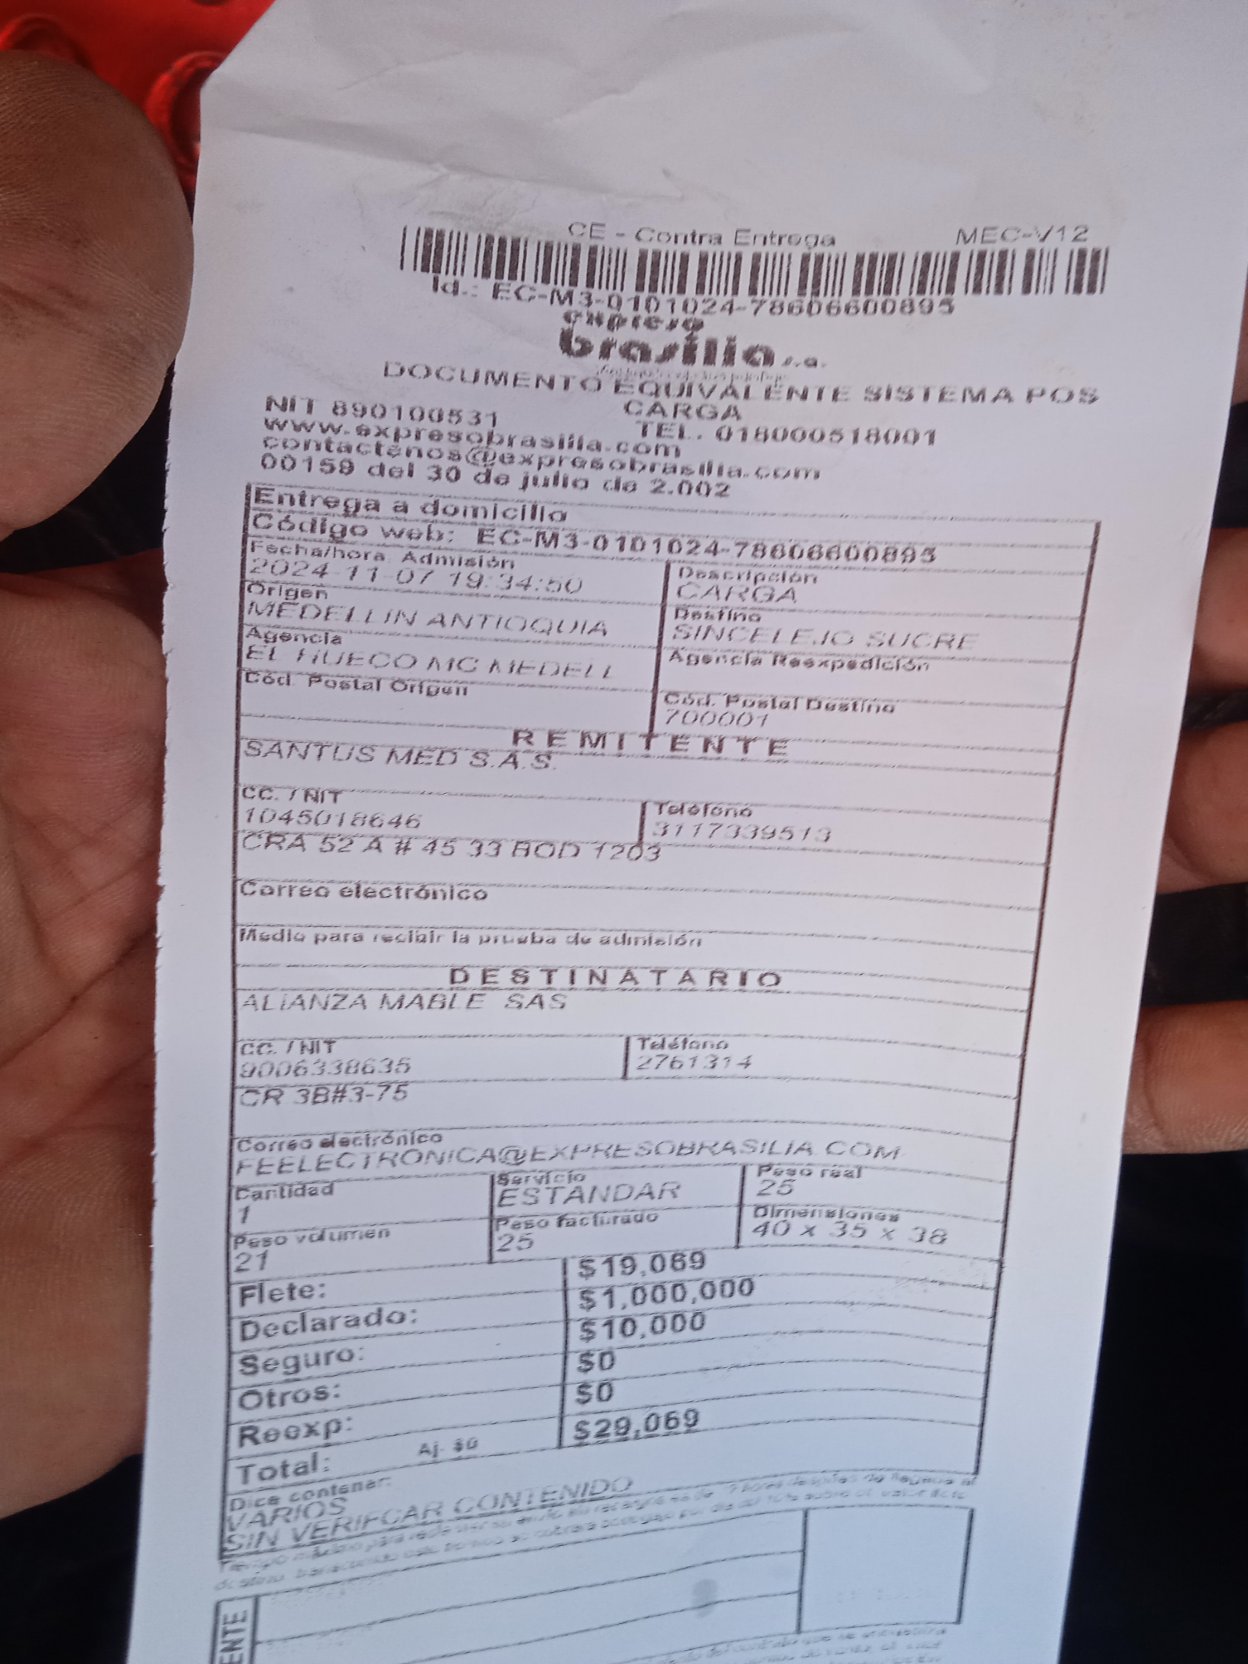 CE - Contra Entrega MEC-V12
Id.: EC-M3-0101024-78606600895
expreso
brasilia s.a.
DOCUMENTO EQUIVALENTE SISTEMA POS
CARGA
NIT 890100531 TEL. 018000518001
www.expresobrasilia.com
contactenos@expresobrasilia.com
00159 del 30 de julio de 2.002
Entrega a domicilio
Código web: EC-M3-0101024-78606600895
Fecha/hora Admisión Descripción
2024-11-07 19:34:50 CARGA
Origen Destino
MEDELLIN ANTIOQUIA SINCELEJO SUCRE
Agencia Agencia Reexpedición
EL HUECO MC MEDELL
Cód. Postal Origen Cód. Postal Destino
700001
REMITENTE
SANTUS MED S.A.S.
CC. / NIT Teléfono
1045018646 3117339513
CRA 52 A # 45 33 BOD 1203
Correo electrónico
Medio para recibir la prueba de admisión
DESTINATARIO
ALIANZA MABLE SAS
CC. / NIT Teléfono
9006338635 2761314
CR 3B#3-75
Correo electrónico
FEELECTRONICA@EXPRESOBRASILIA.COM
Cantidad Servicio Peso real
1 ESTANDAR 25
Peso volumen Peso facturado Dimensiones
21 25 40 x 35 x 38
Flete: $19,069
Declarado: $1,000,000
Seguro: $10,000
Otros: $0
Reexp: $0
Total: Aj. $0 $29,069
Dice contener:
VARIOS
SIN VERIFCAR CONTENIDO
ENTE